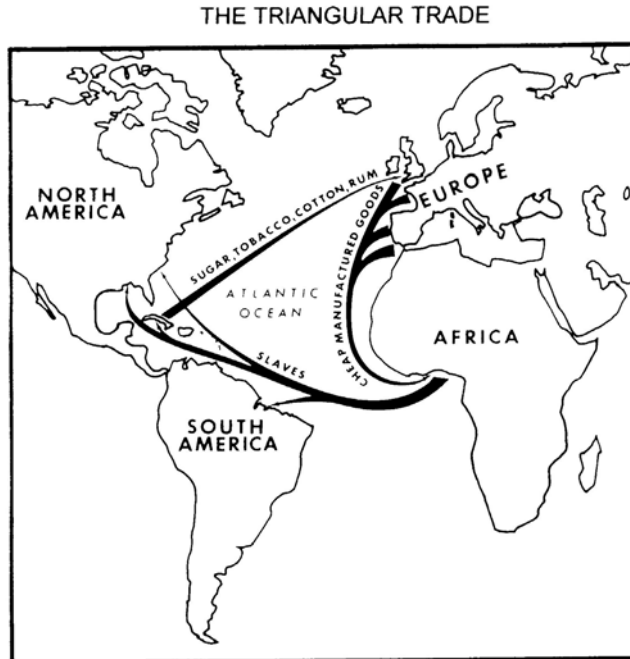 THE TRIANGULAR TRADE
NORTH
AMERICA
EUROPE
SUGAR, TOBACCO, COTTON, RUM
CHEAP MANUFACTURED GOODS
ATLANTIC
OCEAN
AFRICA
SLAVES
SOUTH
AMERICA